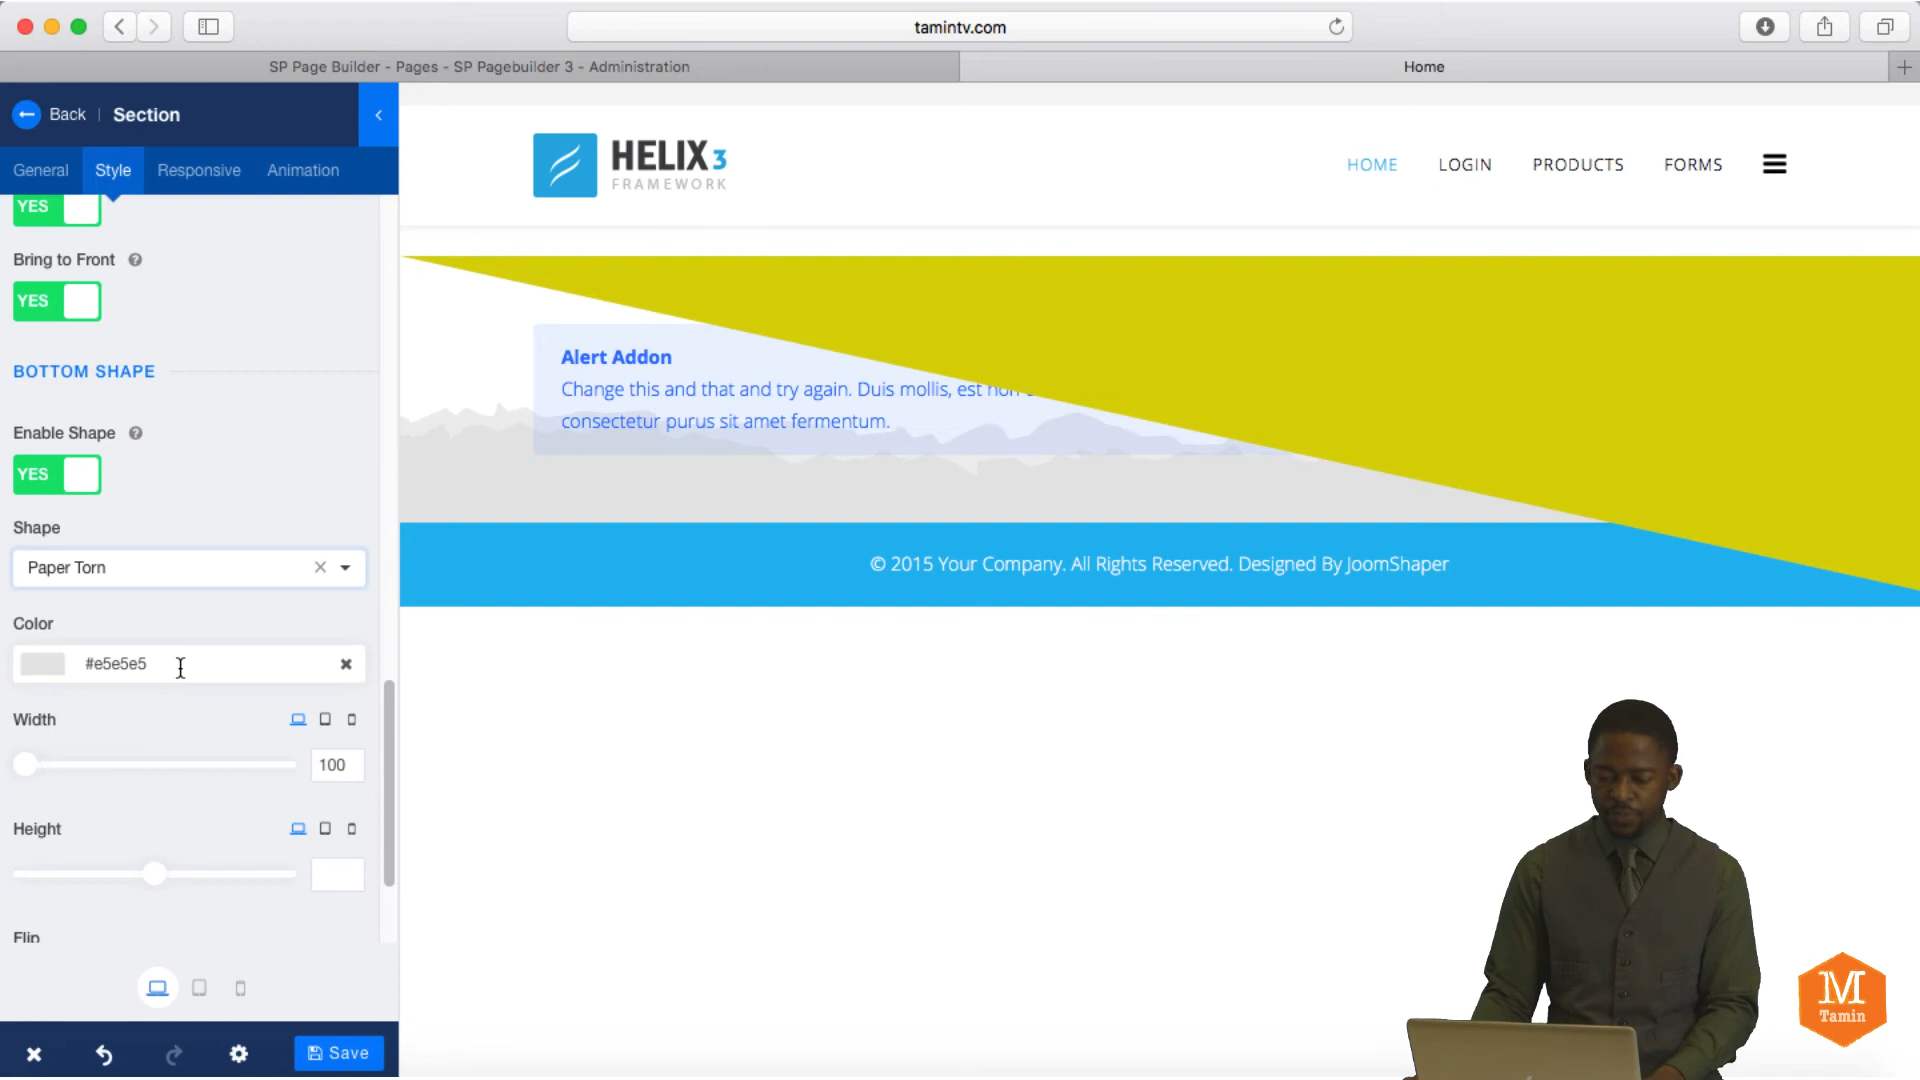 tamintv.com
SP Page Builder - Pages - SP Pagebuilder 3 - Administration
Home
Back | Section
General Style Responsive Animation
YES
Bring to Front
YES
BOTTOM SHAPE
Enable Shape
YES
Shape
Paper Torn
Color
#e5e5e5
Width
100
Height
Flip
Save
HELIX 3
FRAMEWORK
HOME LOGIN PRODUCTS FORMS
Alert Addon
Change this and that and try again. Duis mollis, est non
consectetur purus sit amet fermentum.
© 2015 Your Company. All Rights Reserved. Designed By JoomShaper
M
Tamin